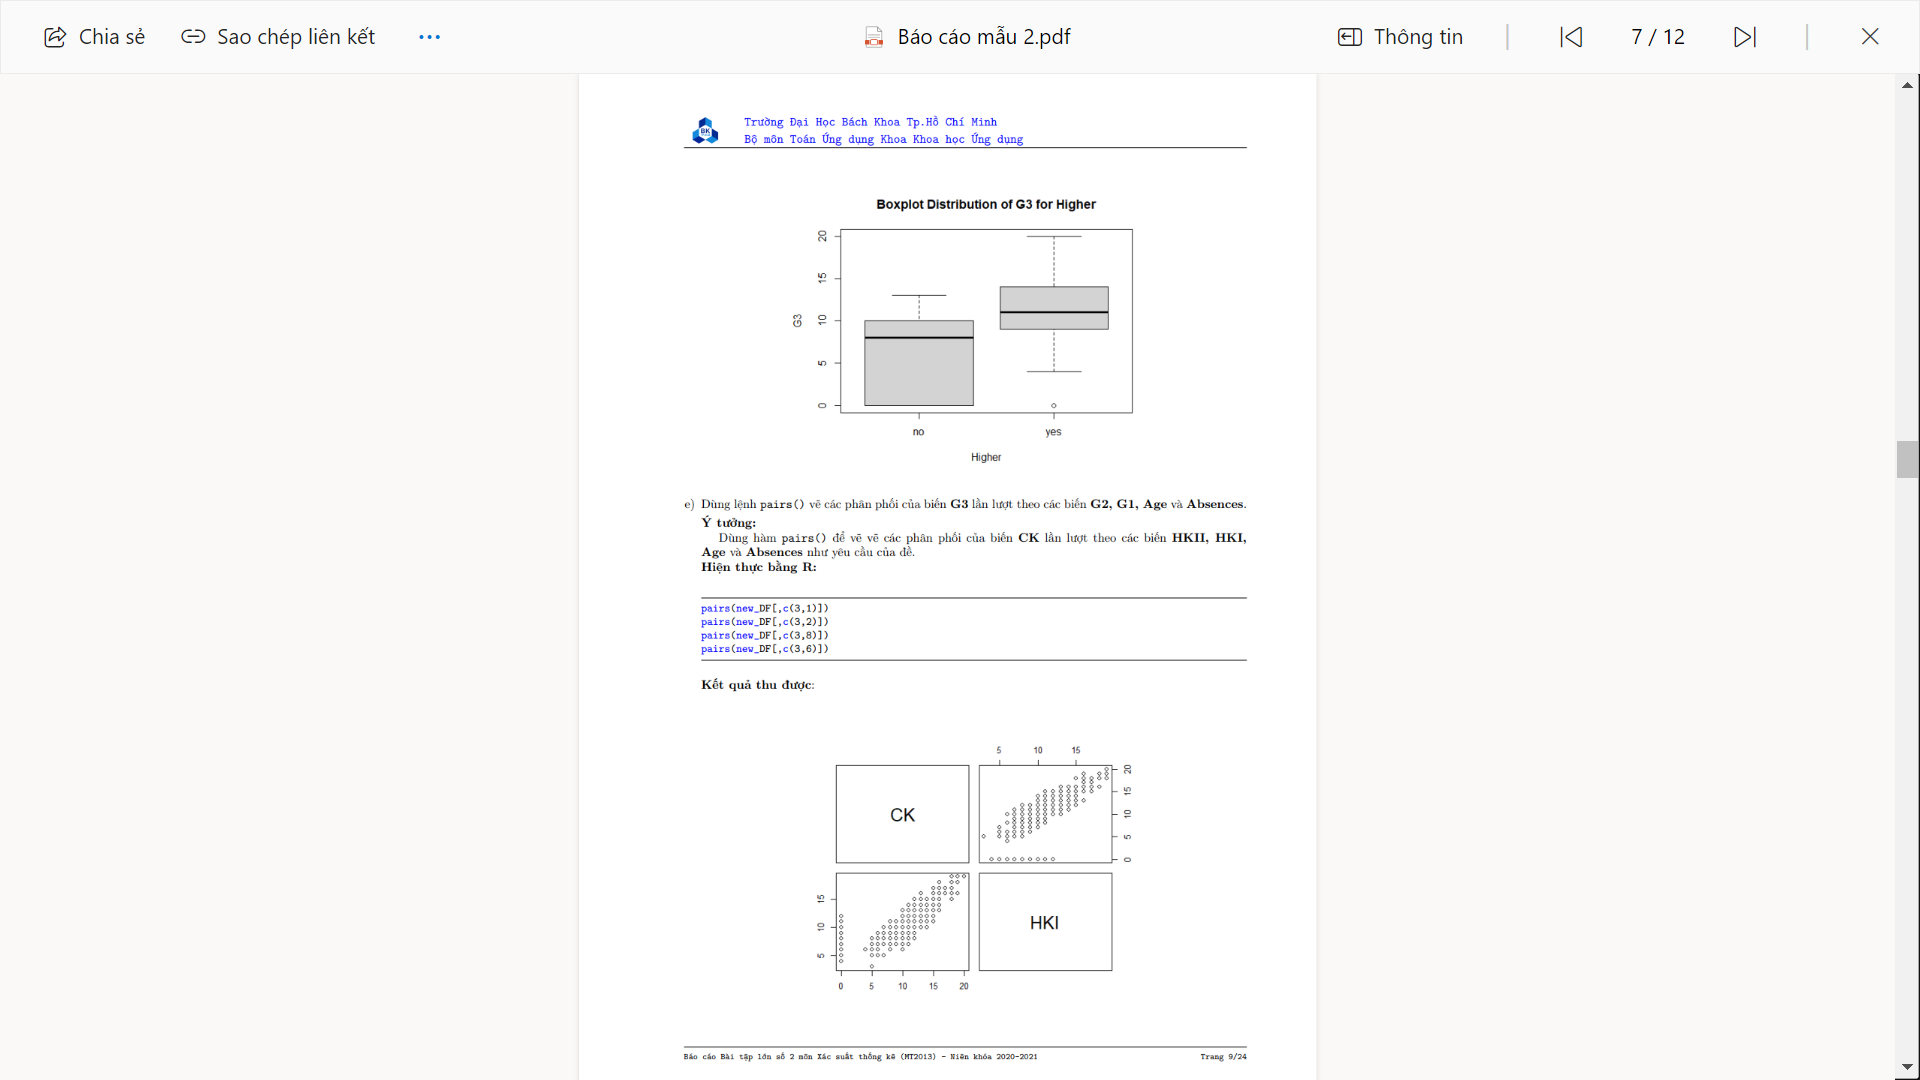 Chia sẻ
Sao chép liên kết
Báo cáo mẫu 2.pdf
Thông tin
7 / 12
Trường Đại Học Bách Khoa Tp.Hồ Chí Minh
Bộ môn Toán Ứng dụng Khoa Khoa học Ứng dụng
BK
Boxplot Distribution of G3 for Higher
G3
20
15
10
5
0
no yes
Higher
e) Dùng lệnh pairs() vẽ các phân phối của biến G3 lần lượt theo các biến G2, G1, Age và Absences.
Ý tưởng:
Dùng hàm pairs() để vẽ vẽ các phân phối của biến CK lần lượt theo các biến HKII, HKI,
Age và Absences như yêu cầu của đề.
Hiện thực bằng R:
pairs(new_DF[,c(3,1)])
pairs(new_DF[,c(3,2)])
pairs(new_DF[,c(3,8)])
pairs(new_DF[,c(3,6)])
Kết quả thu được:
5 10 15
CK
20
15
10
5
0
15
10
5
HKI
0 5 10 15 20
Báo cáo Bài tập lớn số 2 môn Xác suất thống kê (MT2013) - Niên khóa 2020-2021
Trang 9/24